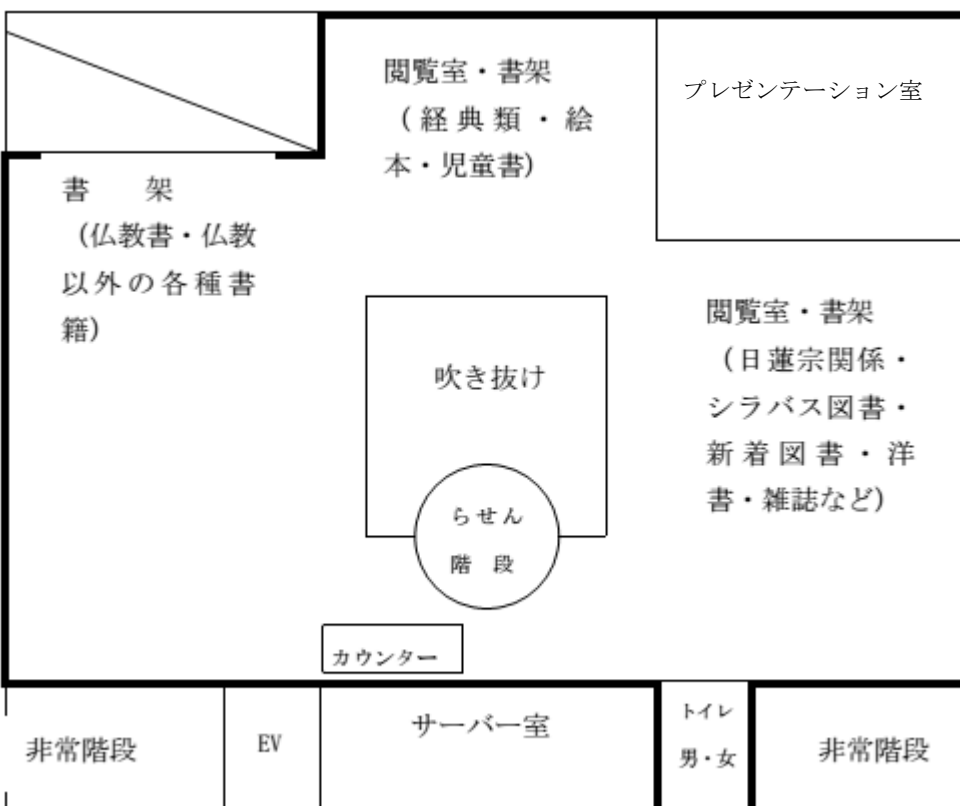 閲覧室・書架
（経典類・絵
本・児童書）
プレゼンテーション室
書　架
（仏教書・仏教
以外の各種書
籍）
吹き抜け
閲覧室・書架
（日蓮宗関係・
シラバス図書・
新着図書・洋
書・雑誌など）
らせん
階　段
カウンター
非常階段
EV
サーバー室
トイレ
男・女
非常階段